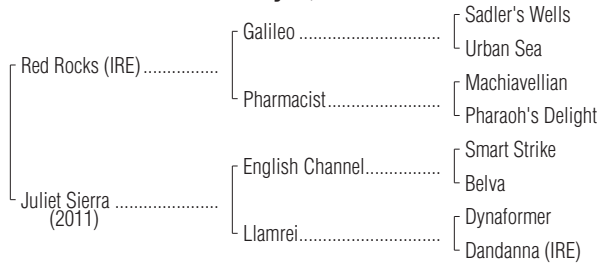 Sadler's Wells
Galileo ...............................
Urban Sea
Red Rocks (IRE) ................
Machiavellian
Pharmacist.........................
Pharaoh's Delight
Smart Strike
English Channel.................
Belva
Juliet Sierra ......................
(2011)
Dynaformer
Llamrei...............................
Dandanna (IRE)